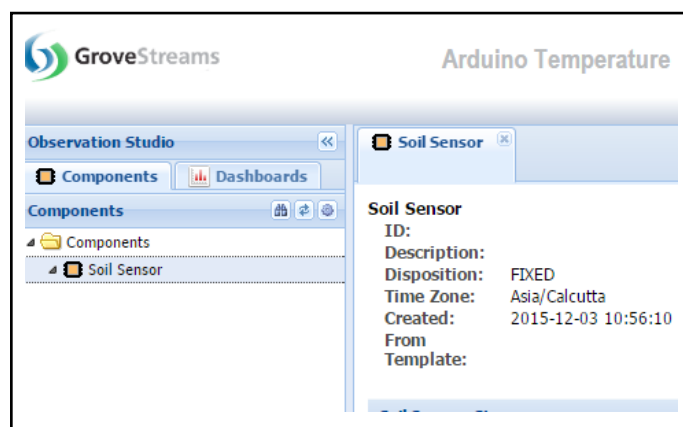 GroveStreams
Arduino Temperature
Observation Studio
Components
Dashboards
Components
Components
Soil Sensor
Soil Sensor
Soil Sensor
ID:
Description:
Disposition: FIXED
Time Zone: Asia/Calcutta
Created: 2015-12-03 10:56:10
From
Template: